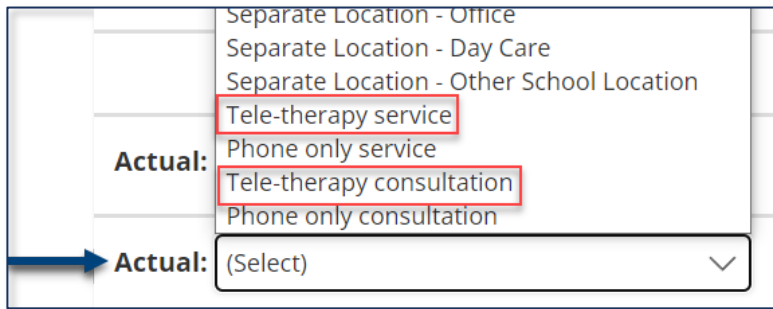 Separate Location - Office
Separate Location - Day Care
Separate Location - Other School Location
Tele-therapy service
Actual: Phone only service
Tele-therapy consultation
Phone only consultation
Actual: (Select)